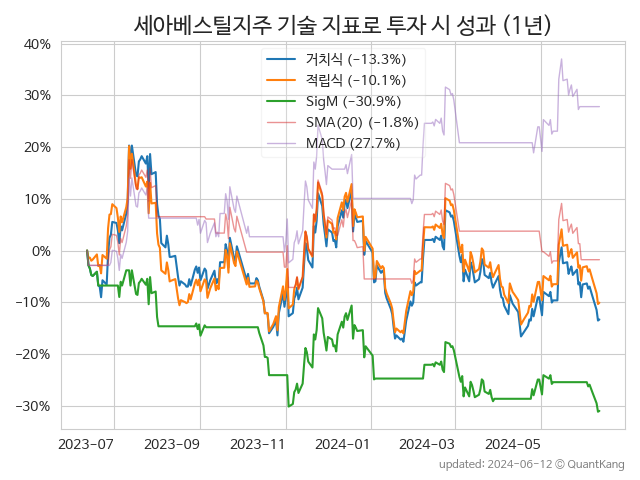 세아베스틸지주 기술 지표로 투자 시 성과 (1년)
거치식 (−13.3%)
적립식 (−10.1%)
SigM (−30.9%)
SMA(20) (−1.8%)
MACD (27.7%)
40%
30%
20%
10%
0%
−10%
−20%
−30%
2023−07
2023−09
2023−11
2024−01
2024−03
2024−05
updated: 2024−06−12 © QuantKang